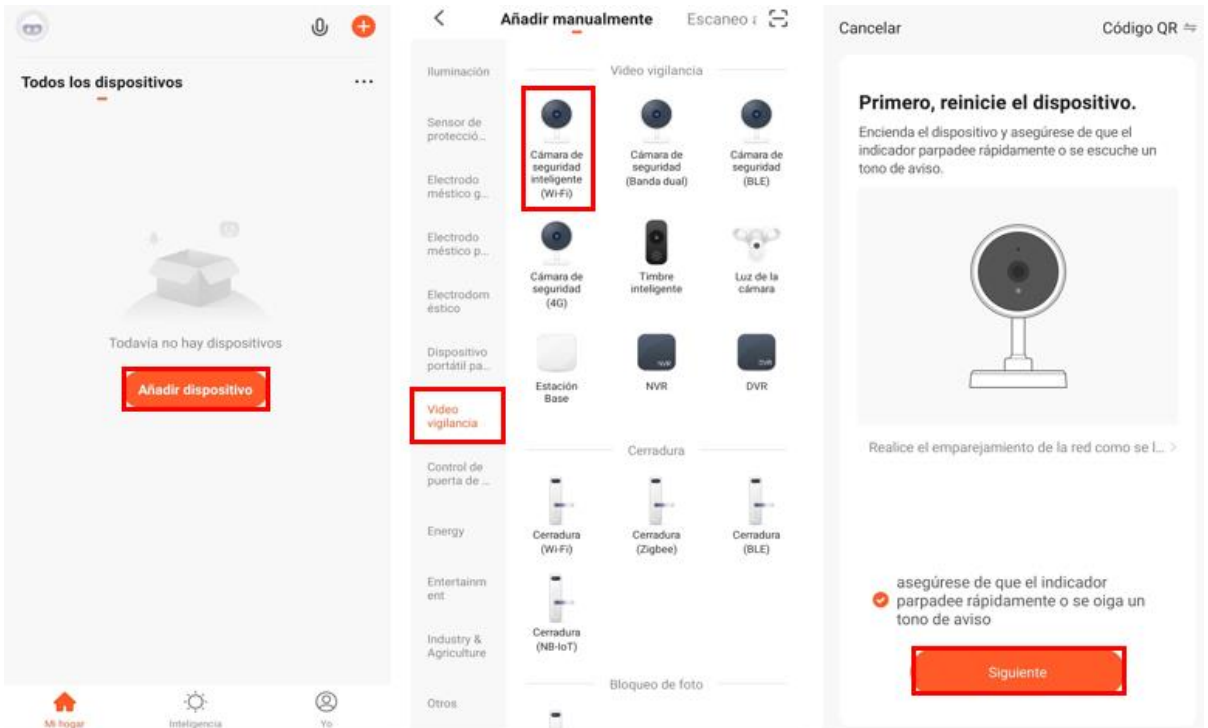 Todos los dispositivos
Todavía no hay dispositivos
Añadir dispositivo
Mi hogar
Inteligencia
Yo
Añadir manualmente
Escaneo a
Iluminación
Sensor de
protecció...
Electrodo
méstico g...
Electrodo
méstico p...
Electrodom
éstico
Dispositivo
portátil pa...
Video
vigilancia
Control de
puerta de ...
Energy
Entertainm
ent
Industry &
Agriculture
Otros
Video vigilancia
Cámara de
seguridad
inteligente
(Wi-Fi)
Cámara de
seguridad
(Banda dual)
Cámara de
seguridad
(BLE)
Cámara de
seguridad
(4G)
Timbre
inteligente
Luz de la
cámara
Estación
Base
NVR
NVR
DVR
DVR
Cerradura
Cerradura
(Wi-Fi)
Cerradura
(Zigbee)
Cerradura
(BLE)
Cerradura
(NB-IoT)
Bloqueo de foto
Cancelar
Código QR
Primero, reinicie el dispositivo.
Encienda el dispositivo y asegúrese de que el
indicador parpadee rápidamente o se escuche un
tono de aviso.
Realice el emparejamiento de la red como se l...
asegúrese de que el indicador
parpadee rápidamente o se oiga un
tono de aviso
Siguiente